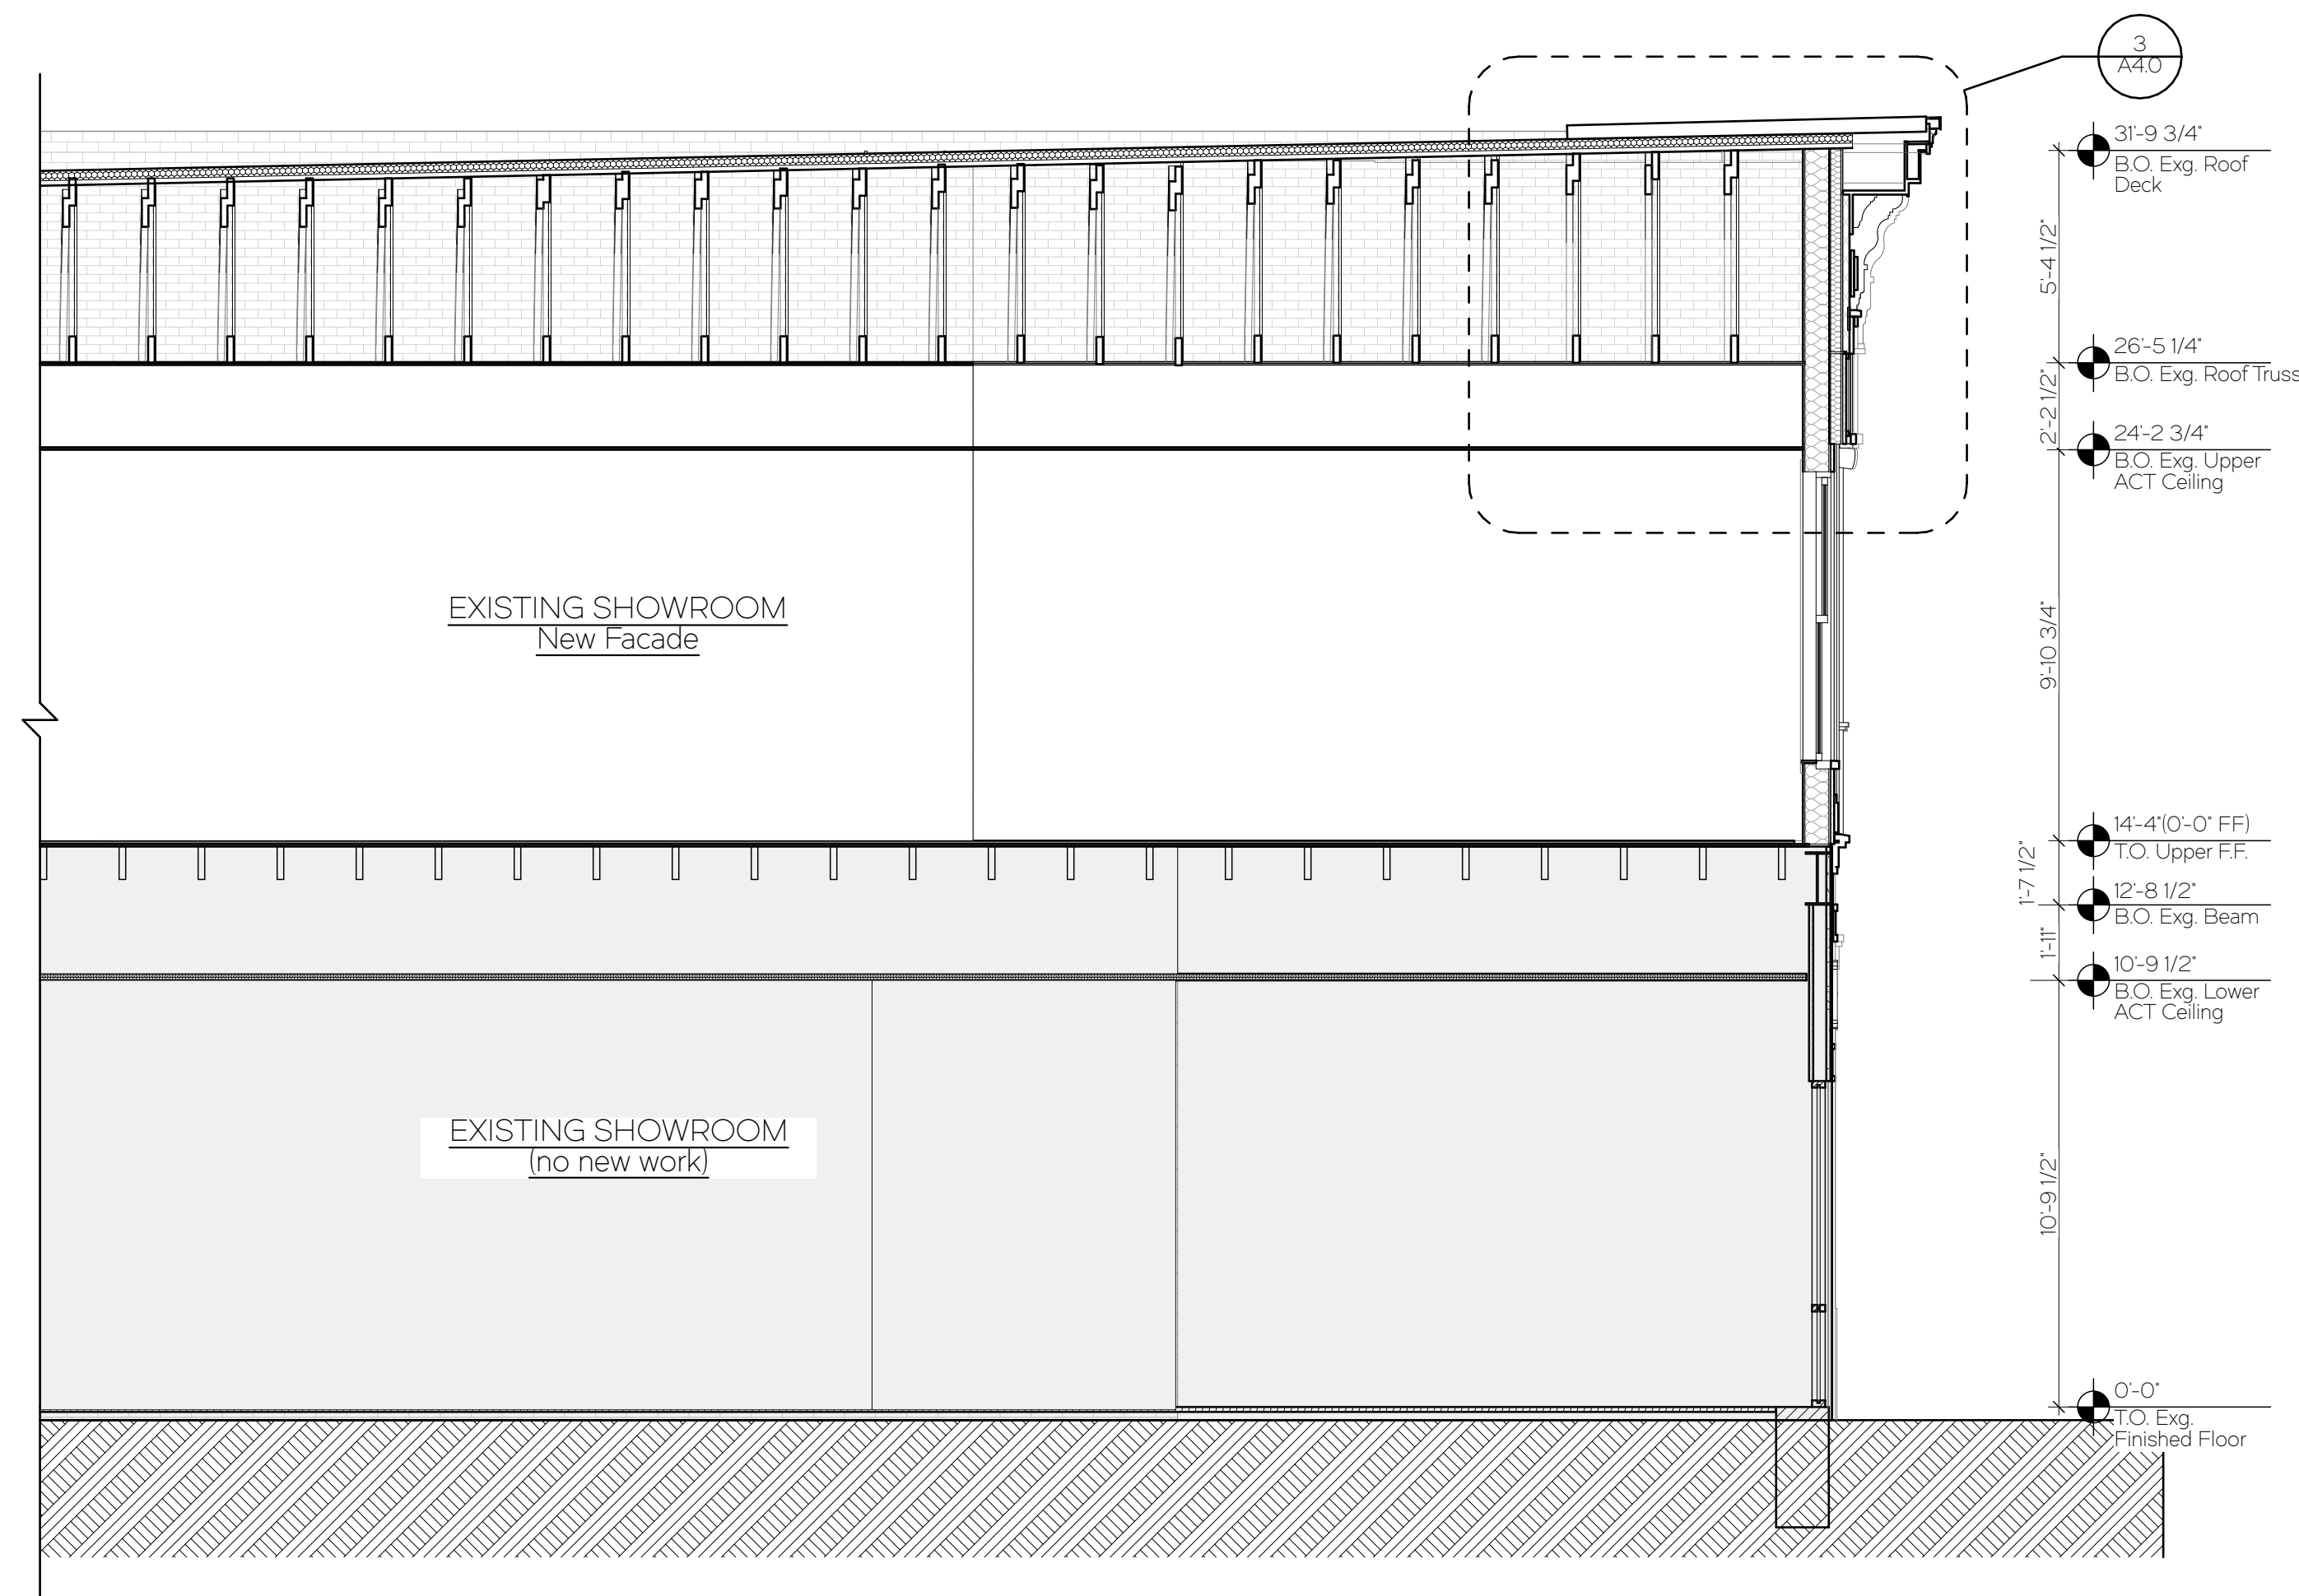 3
A4.0
31'-9 3/4"
B.O. Exg. Roof
Deck
5'-4 1/2"
26'-5 1/4"
B.O. Exg. Roof Truss
2'-2 1/2"
24'-2 3/4"
B.O. Exg. Upper
ACT Ceiling
EXISTING SHOWROOM
New Facade
9'-10 3/4"
14'-4"(0'-0" FF)
T.O. Upper F.F.
1'-7 1/2"
12'-8 1/2"
B.O. Exg. Beam
1'-11"
10'-9 1/2"
B.O. Exg. Lower
ACT Ceiling
EXISTING SHOWROOM
(no new work)
10'-9 1/2"
0'-0"
T.O. Exg.
Finished Floor